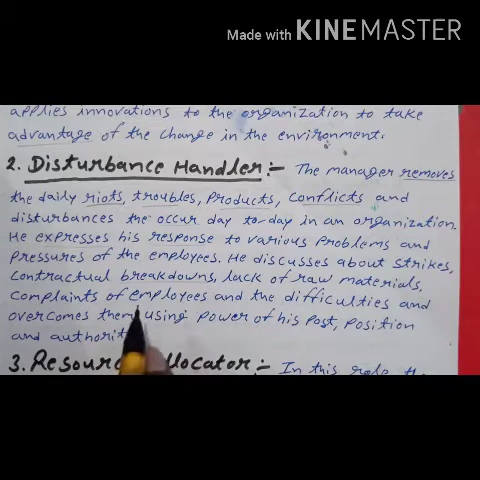 Made with KINEMASTER
applies innovations to the organization to take
advantage of the change in the environment.
2. Disturbance Handler:- The manager removes
the daily riots, troubles, products, conflicts and
disturbances the occur day to day in an organization.
He expresses his response to various problems and
pressures of the employees. He discusses about strikes,
contractual breakdowns, lack of raw materials,
complaints of employees and the difficulties and
overcomes them using power of his post, position
and authorit
3. Resour llocator:- In this role the